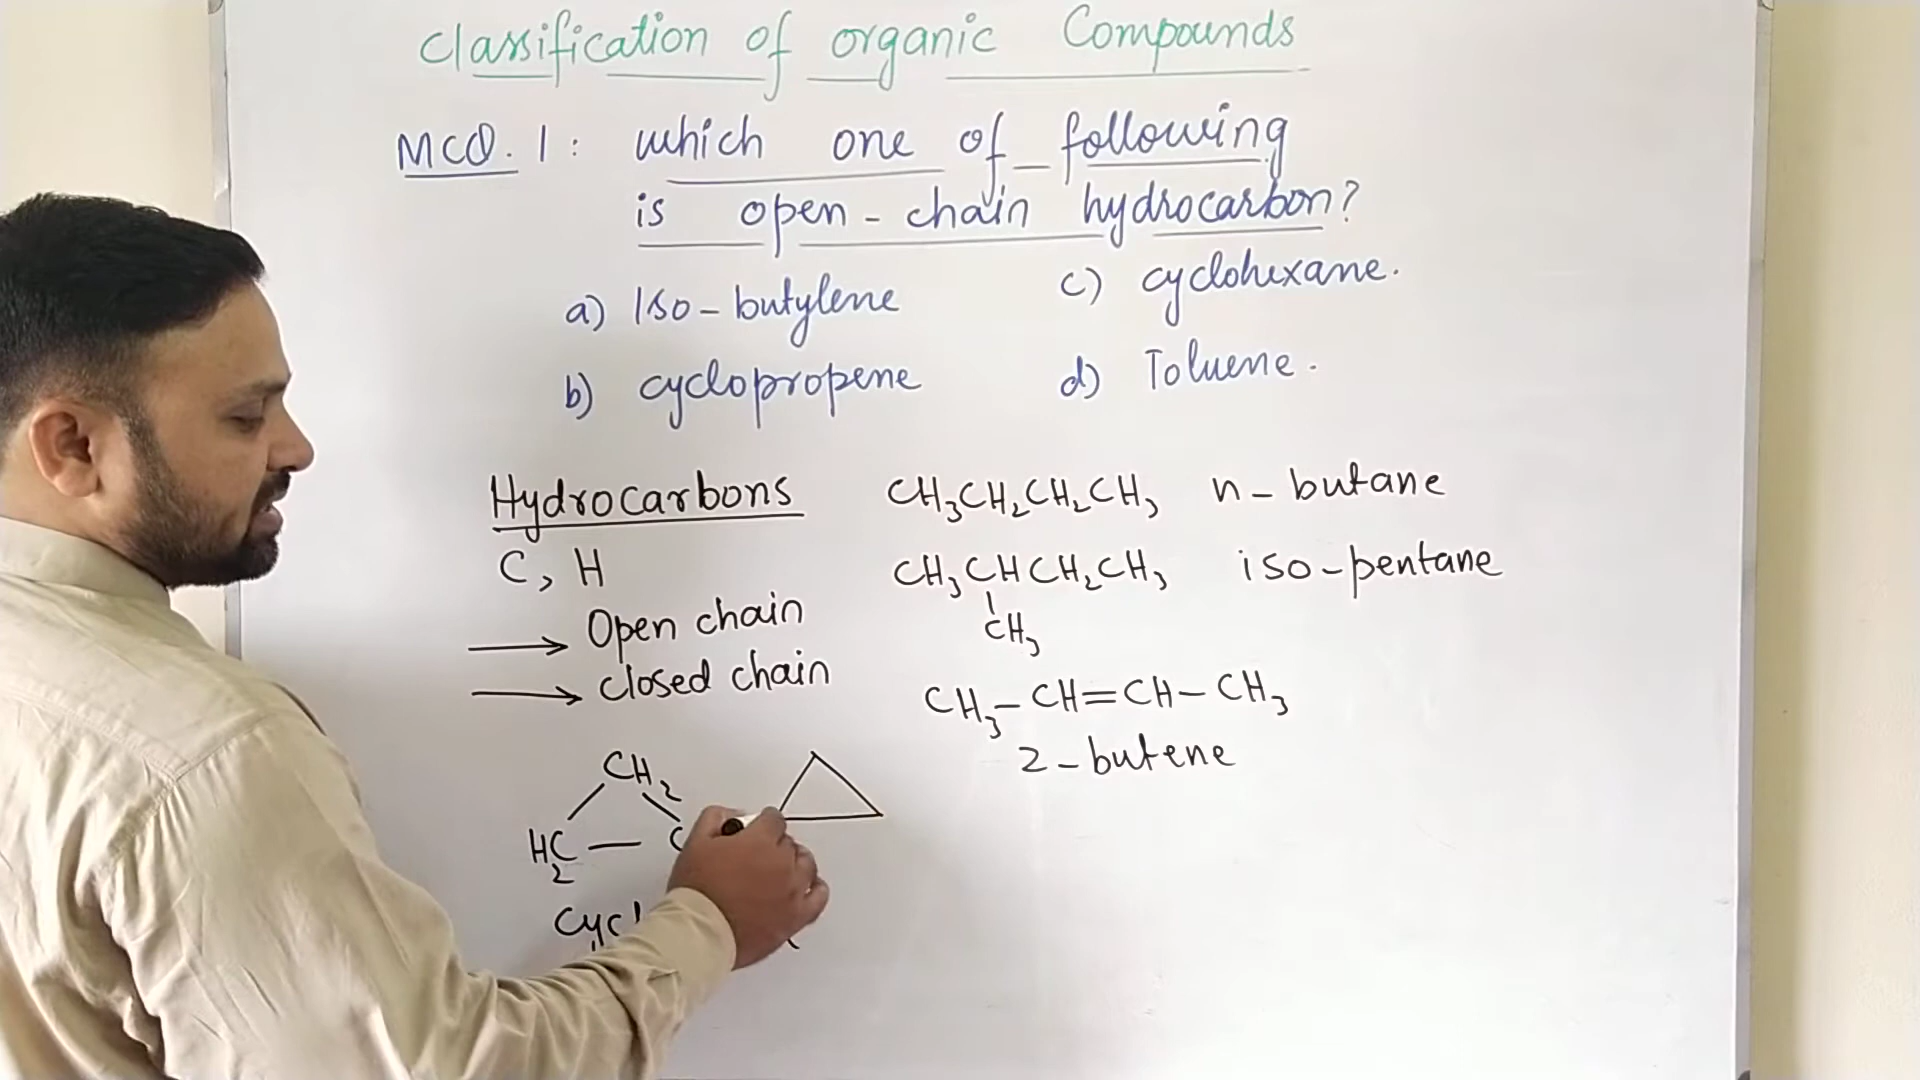 Classification of organic Compounds
MCQ. 1: which one of following
is open-chain hydrocarbon?
a) Iso-butylene
c) cyclohexane.
b) cyclopropene
d) Toluene.
Hydrocarbons
C, H
→ Open chain
→ closed chain
CH3CH2CH2CH3 n-butane
CH3CHCH2CH3 iso-pentane
CH3
CH3-CH=CH-CH3
2-butene
CH2
H2C — C